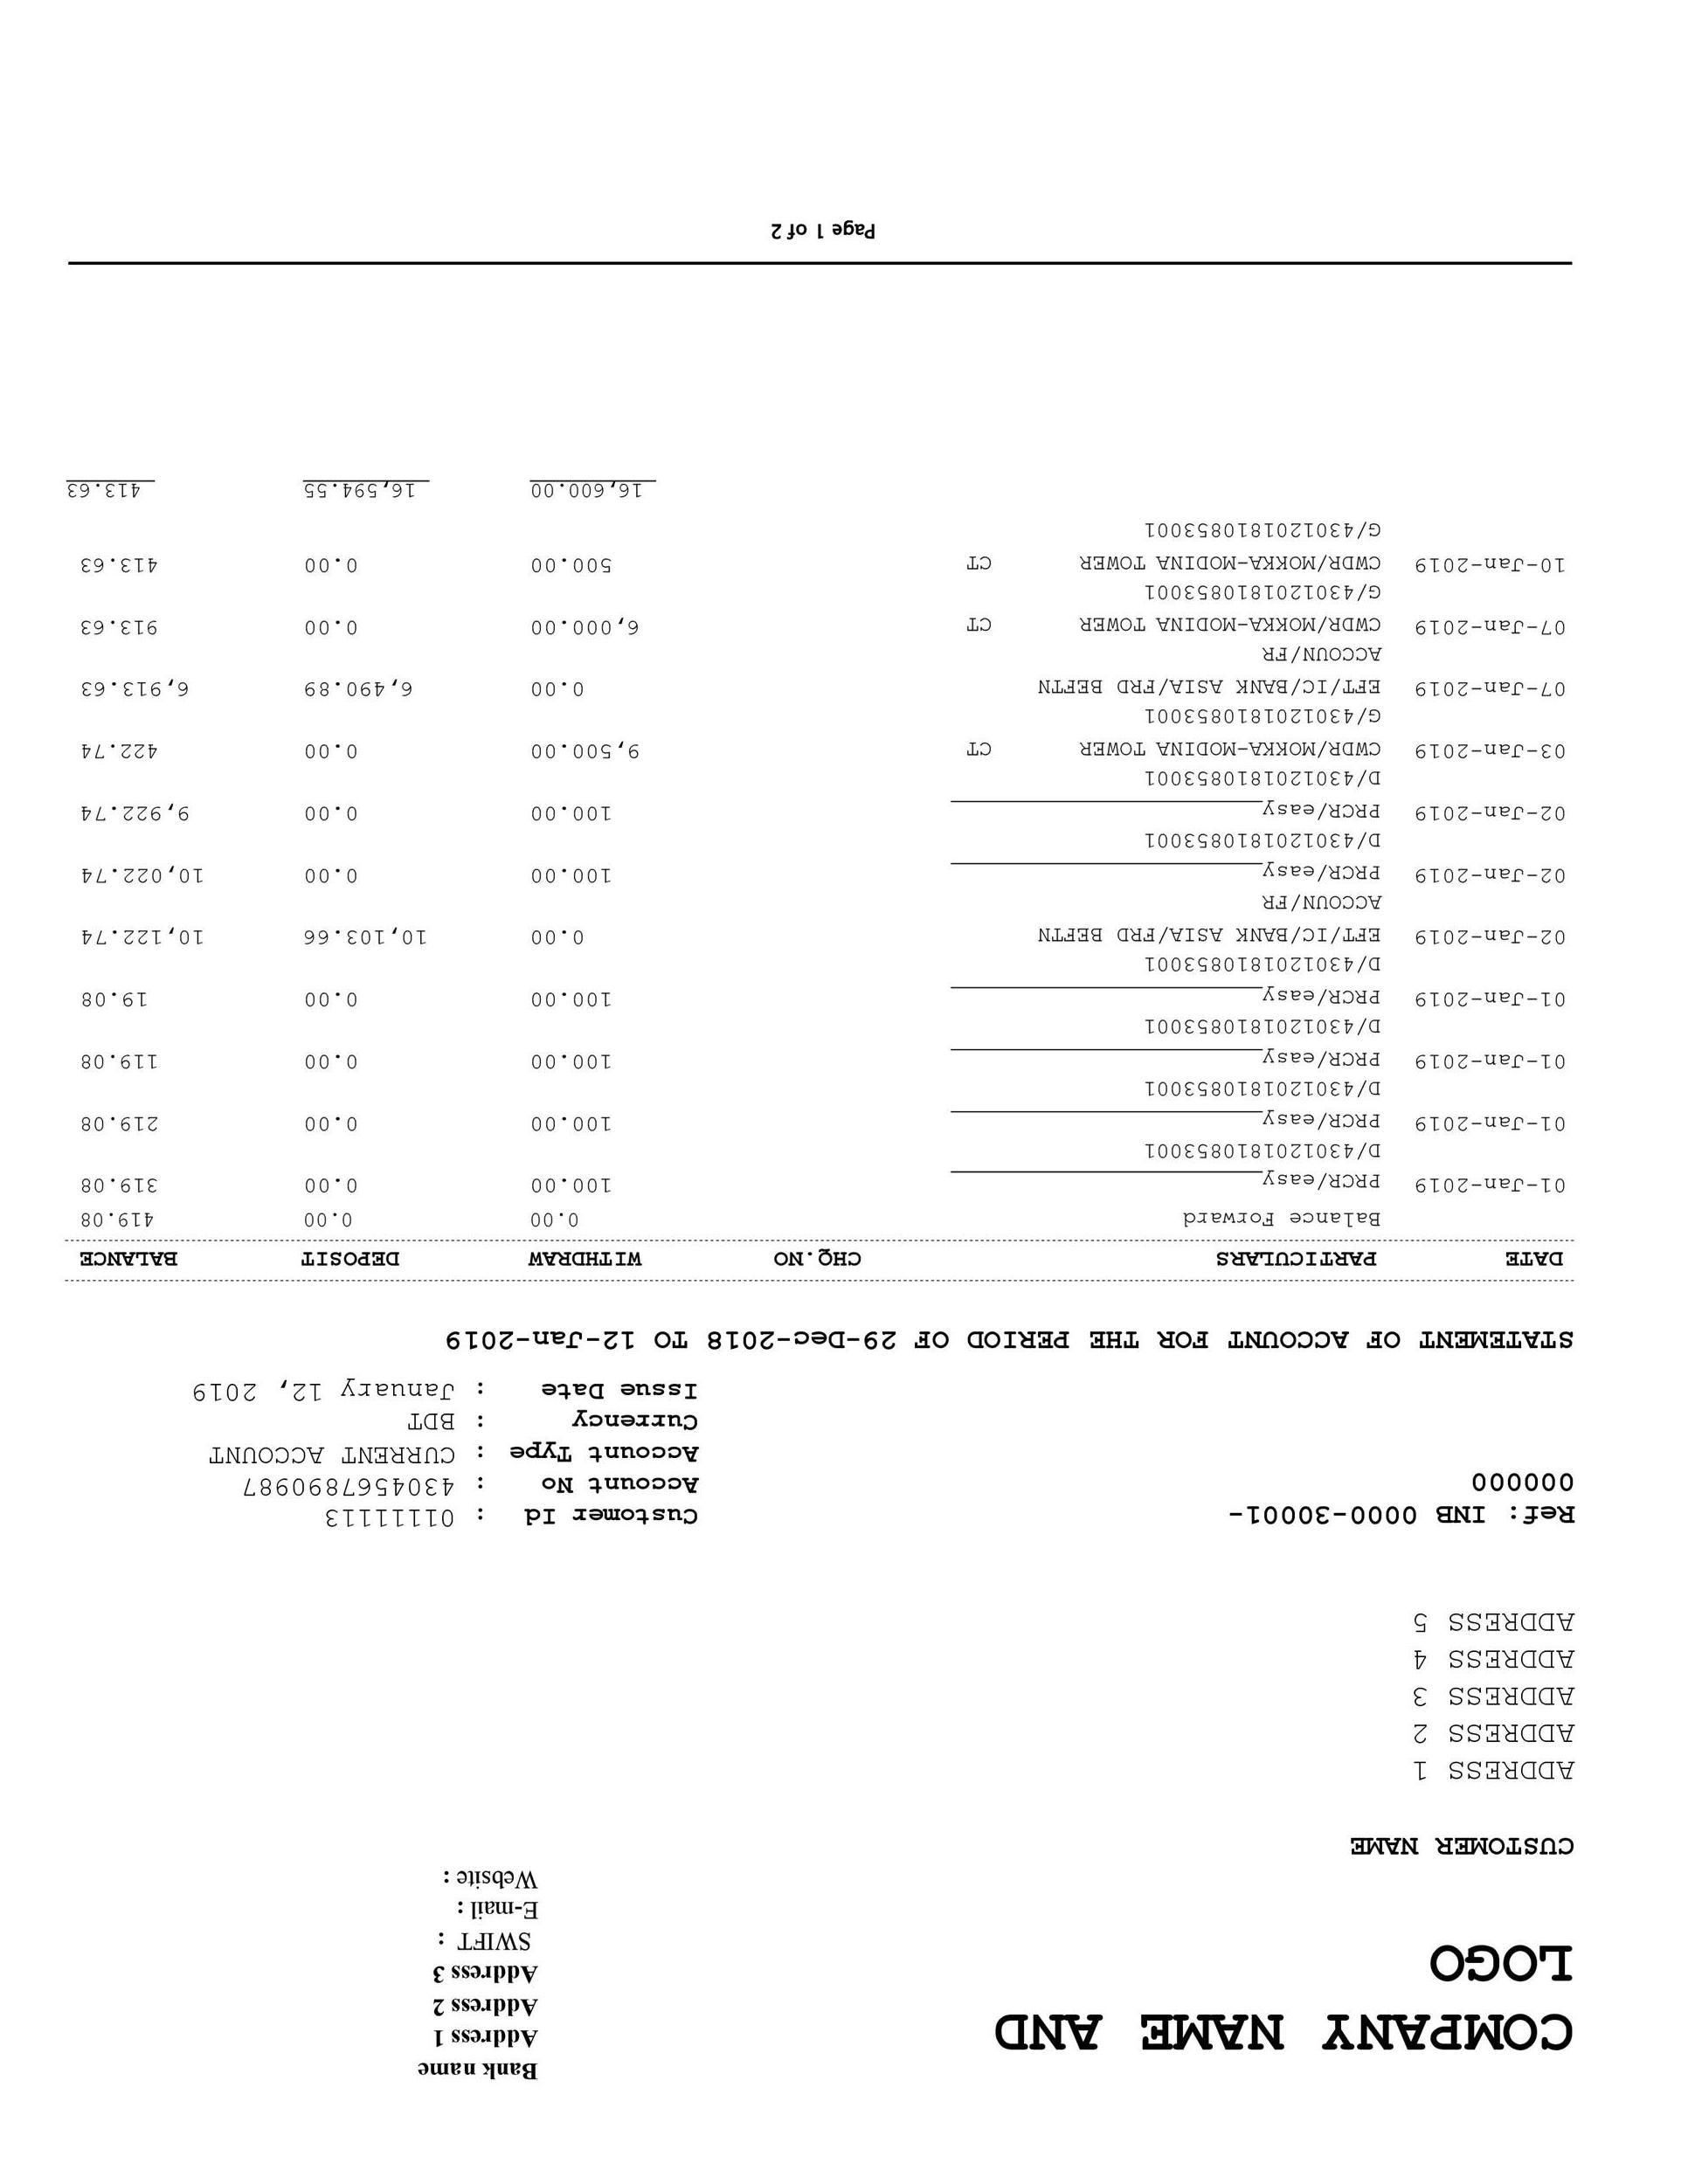 COMPANY NAME AND
LOGO
Bank name
Address 1
Address 2
Address 3
SWIFT :
E-mail :
Website :
CUSTOMER NAME
ADDRESS 1
ADDRESS 2
ADDRESS 3
ADDRESS 4
ADDRESS 5
Ref: INB 0000-30001-
000000
Customer Id : 01111113
Account No : 4304567890987
Account Type : CURRENT ACCOUNT
Currency : BDT
Issue Date : January 12, 2019
STATEMENT OF ACCOUNT FOR THE PERIOD OF 29-Dec-2018 TO 12-Jan-2019
DATE PARTICULARS CHQ.NO WITHDRAW DEPOSIT BALANCE
Balance Forward 0.00 0.00 419.08
01-Jan-2019 PRCR/easy 100.00 0.00 319.08
D/4301201810853001
01-Jan-2019 PRCR/easy 100.00 0.00 219.08
D/4301201810853001
01-Jan-2019 PRCR/easy 100.00 0.00 119.08
D/4301201810853001
01-Jan-2019 PRCR/easy 100.00 0.00 19.08
D/4301201810853001
02-Jan-2019 EFT/IC/BANK ASIA/FRD BEFTN 0.00 10,103.66 10,122.74
ACCOUN/FR
02-Jan-2019 PRCR/easy 100.00 0.00 10,022.74
D/4301201810853001
02-Jan-2019 PRCR/easy 100.00 0.00 9,922.74
D/4301201810853001
03-Jan-2019 CWDR/MOKKA-MODINA TOWER CT 9,500.00 0.00 422.74
G/4301201810853001
07-Jan-2019 EFT/IC/BANK ASIA/FRD BEFTN 0.00 6,490.89 6,913.63
ACCOUN/FR
07-Jan-2019 CWDR/MOKKA-MODINA TOWER CT 6,000.00 0.00 913.63
G/4301201810853001
10-Jan-2019 CWDR/MOKKA-MODINA TOWER CT 500.00 0.00 413.63
G/4301201810853001
16,600.00 16,594.55 413.63
Page 1 of 2